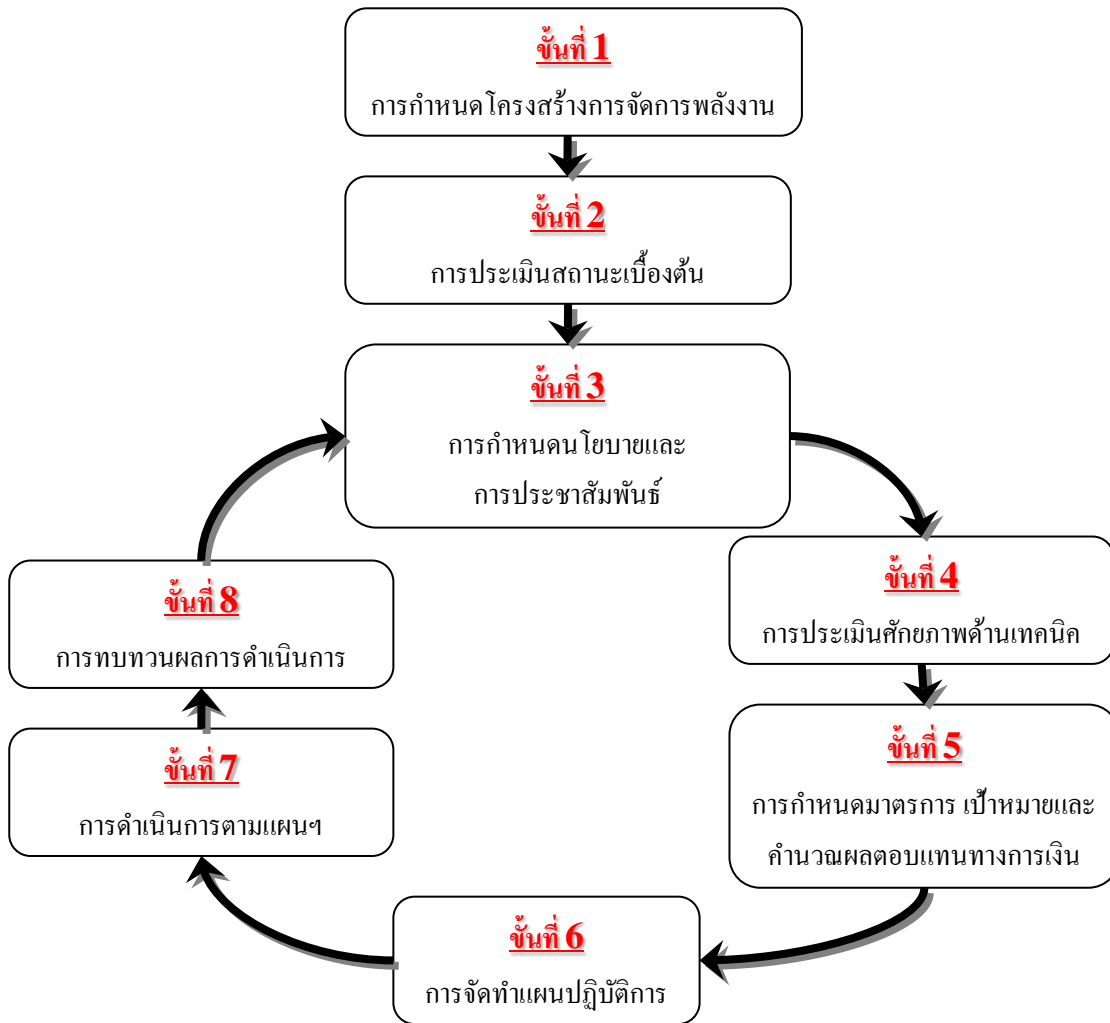 ขั้นที่ 1
การกำหนดโครงสร้างการจัดการพลังงาน
ขั้นที่ 2
การประเมินสถานะเบื้องต้น
ขั้นที่ 3
การกำหนดนโยบายและ
การประชาสัมพันธ์
ขั้นที่ 4
การประเมินศักยภาพด้านเทคนิค
ขั้นที่ 5
การกำหนดมาตรการ เป้าหมายและ
คำนวณผลตอบแทนทางการเงิน
ขั้นที่ 6
การจัดทำแผนปฏิบัติการ
ขั้นที่ 7
การดำเนินการตามแผนฯ
ขั้นที่ 8
การทบทวนผลการดำเนินการ